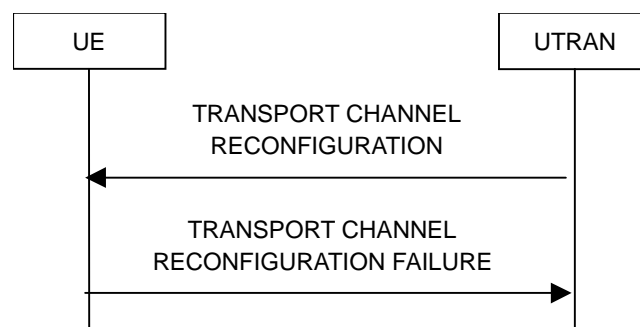 UE
UTRAN
TRANSPORT CHANNEL
RECONFIGURATION
TRANSPORT CHANNEL
RECONFIGURATION FAILURE